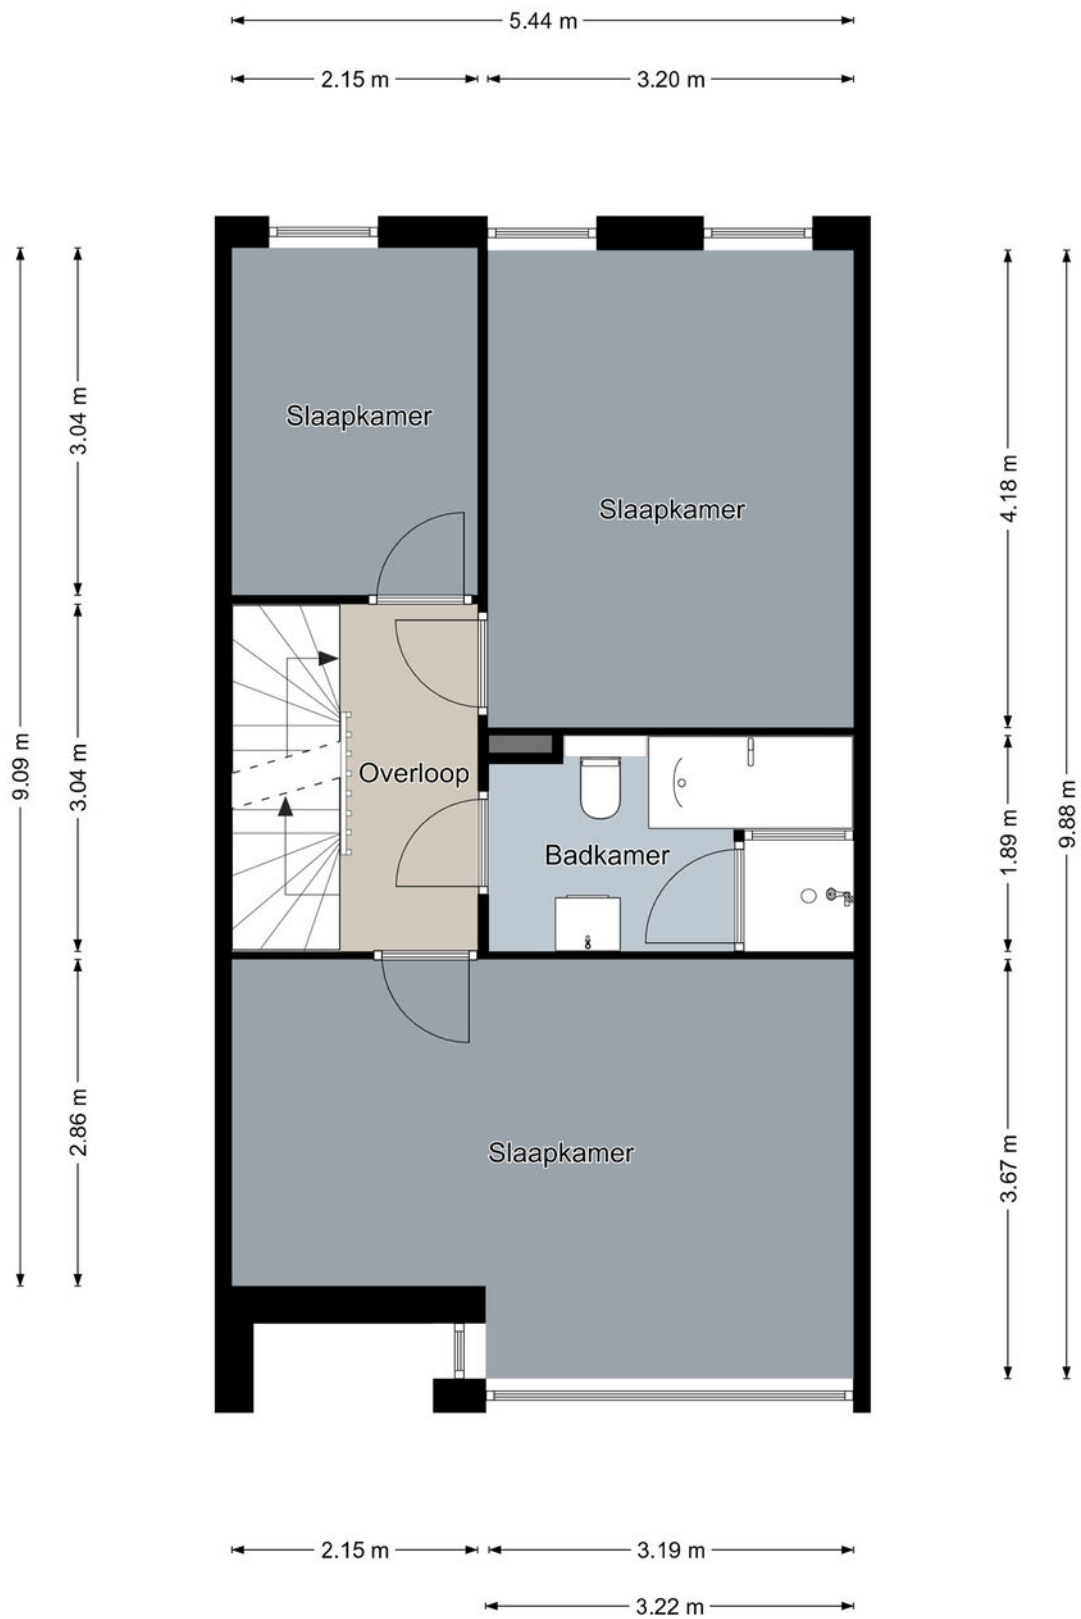 5.44 m
2.15 m
3.20 m
3.04 m
Slaapkamer
Slaapkamer
4.18 m
9.09 m
3.04 m
Overloop
Badkamer
1.89 m
9.88 m
2.86 m
Slaapkamer
3.67 m
2.15 m
3.19 m
3.22 m